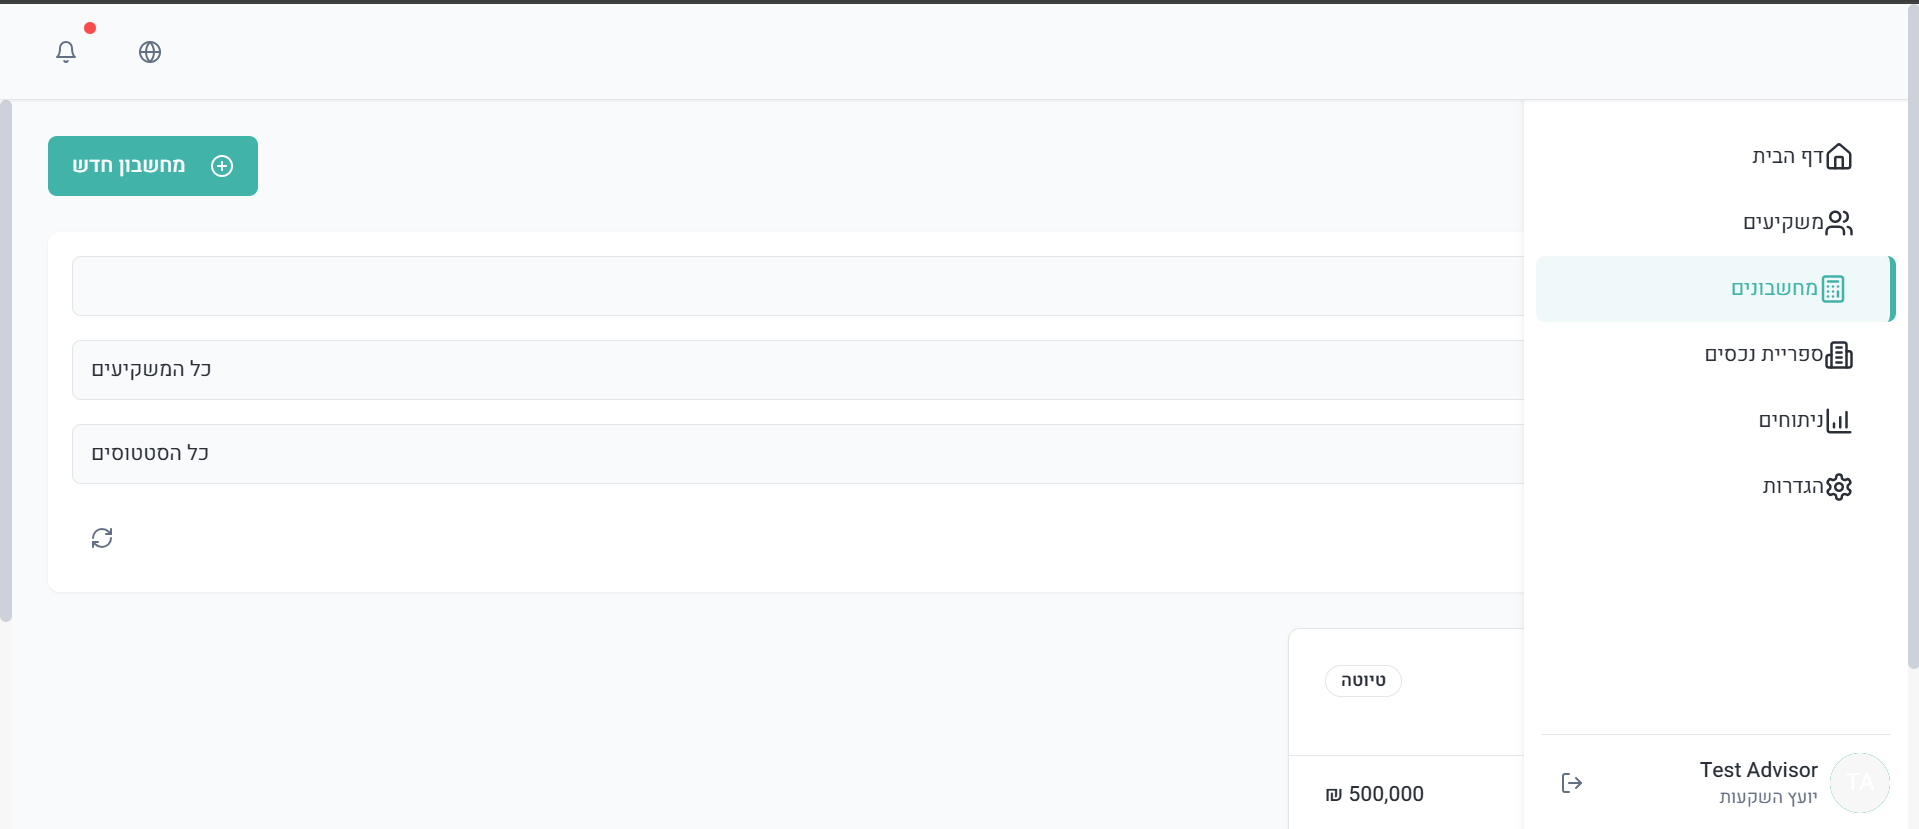 דף הבית
משקיעים
מחשבונים
ספריית נכסים
ניתוחים
הגדרות
Test Advisor
יועץ השקעות
TA
מחשבון חדש
כל המשקיעים
כל הסטטוסים
טיוטה
500,000 ₪